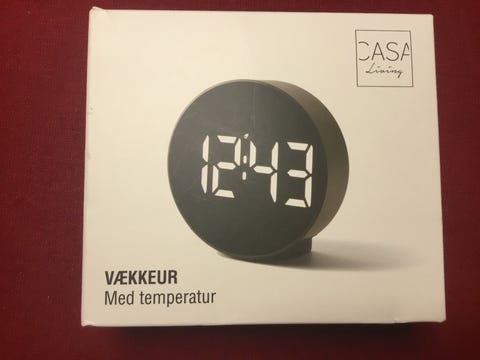 CASA
Living
12:43
VÆKKEUR
Med temperatur